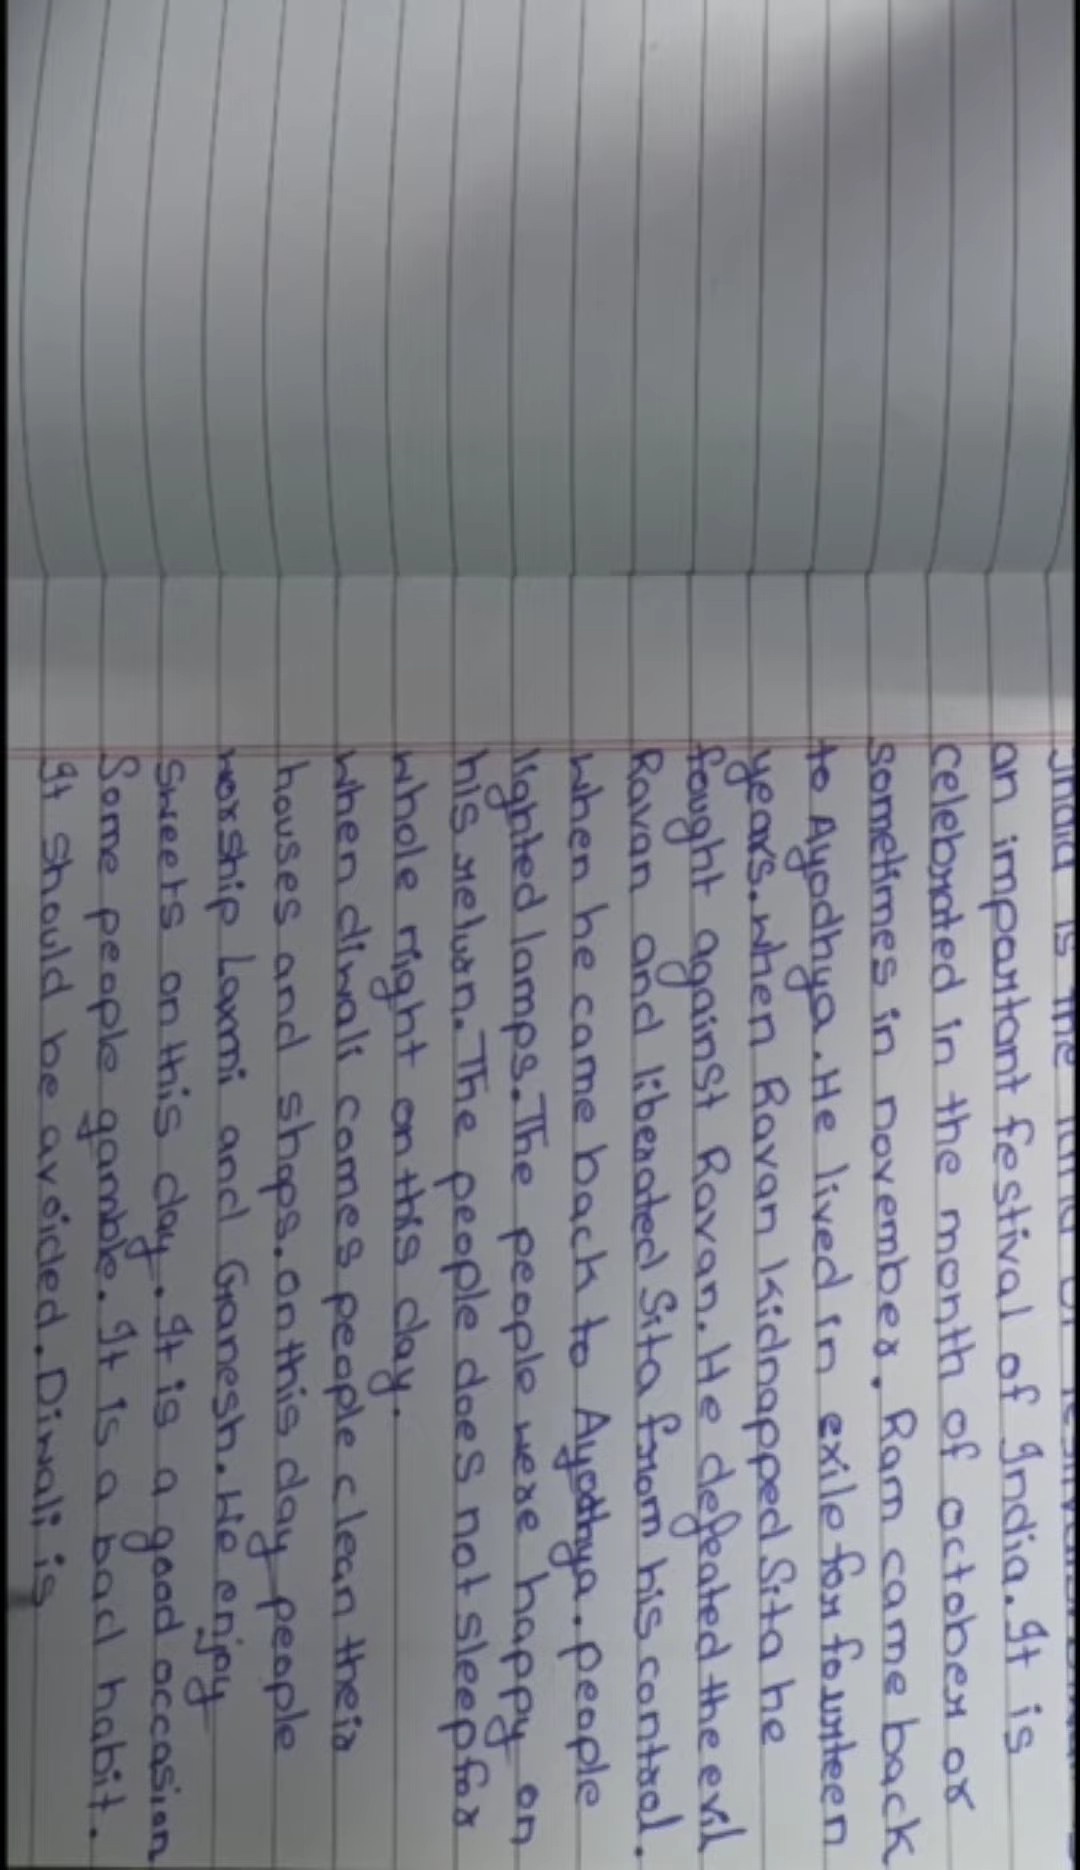 India is the land of
an important festival of India. It is
celebrated in the month of october or
sometimes in november. Ram came back
to Ayodhya. He lived in exile for fourteen
years. when Ravan kidnapped Sita he
fought against Ravan. He defeated the evil
Ravan and liberated Sita from his control.
when he came back to Ayothya. people
lighted lamps. The people were happy on
his return. The people does not sleep for
whole night on this day.
when diwali comes people clean their
houses and shops. on this day people
worship Laxmi and Ganesh. We enjoy
sweets on this day. It is a good occasion
Some people gamble. It is a bad habit.
It should be avoided. Diwali is